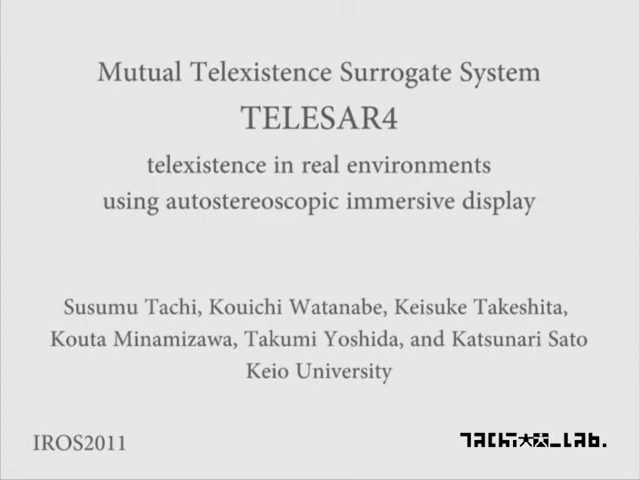 Mutual Telexistence Surrogate System
TELESAR4
telexistence in real environments
using autostereoscopic immersive display
Susumu Tachi, Kouichi Watanabe, Keisuke Takeshita,
Kouta Minamizawa, Takumi Yoshida, and Katsunari Sato
Keio University
IROS2011